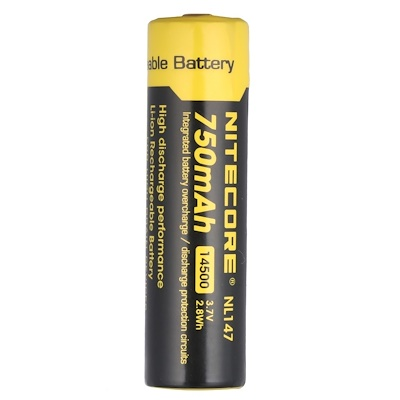 able Battery
NITECORE® NL147
750mAh 14500 3.7V
2.8Wh
Integrated battery overcharge / discharge protection circuits
High discharge performance
Li-ion Rechargeable Battery